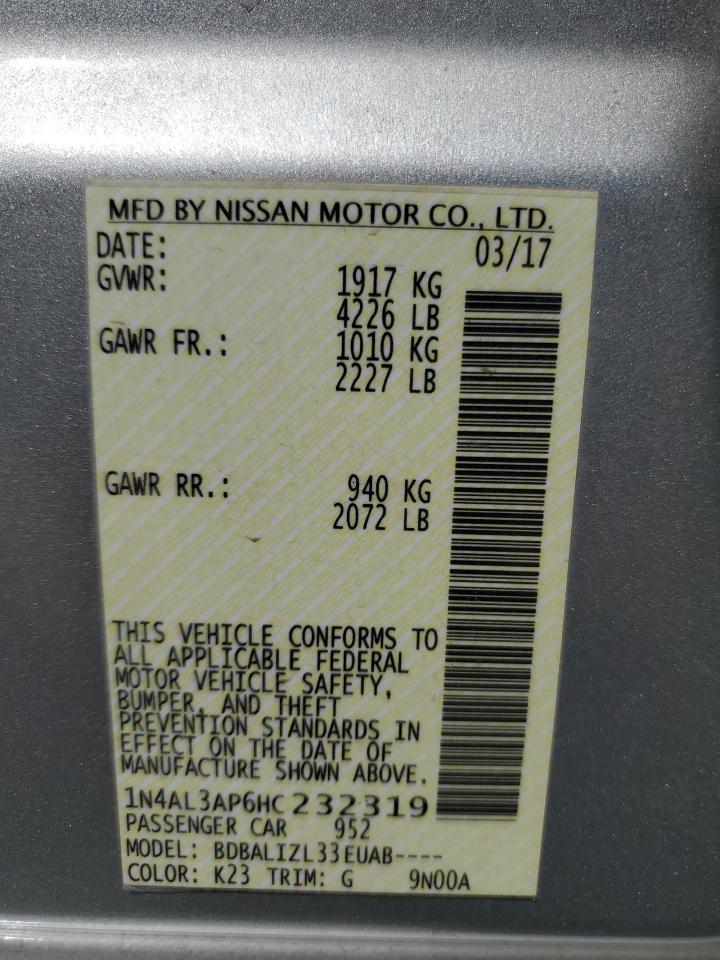 MFD BY NISSAN MOTOR CO., LTD.
DATE: 03/17
GVWR: 1917 KG
4226 LB
GAWR FR.: 1010 KG
2227 LB
GAWR RR.: 940 KG
2072 LB
THIS VEHICLE CONFORMS TO
ALL APPLICABLE FEDERAL
MOTOR VEHICLE SAFETY,
BUMPER, AND THEFT
PREVENTION STANDARDS IN
EFFECT ON THE DATE OF
MANUFACTURE SHOWN ABOVE.
1N4AL3AP6HC232319
PASSENGER CAR 952
MODEL: BDBALIZL33EUAB----
COLOR: K23 TRIM: G 9N00A